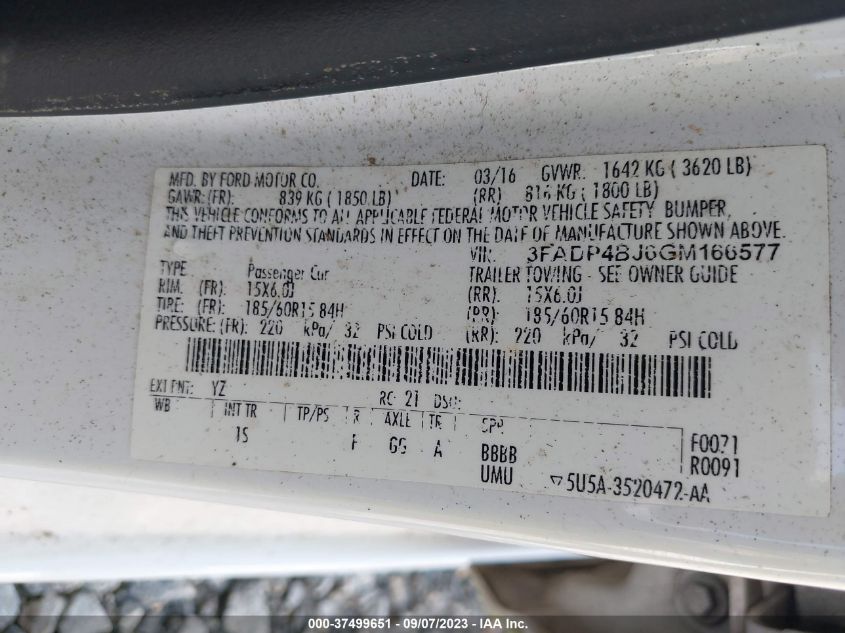 MFD. BY FORD MOTOR CO. DATE: 03/16 GVWR: 1642 KG ( 3620 LB)
GAWR: (FR): 839 KG ( 1850 LB) (RR) 816 KG ( 1800 LB)
THIS VEHICLE CONFORMS TO ALL APPLICABLE FEDERAL MOTOR VEHICLE SAFETY BUMPER,
AND THEFT PREVENTION STANDARDS IN EFFECT ON THE DATE OF MANUFACTURE SHOWN ABOVE.
VIN: 3FADP4BJ6GM166577
TYPE Passenger Car TRAILER TOWING - SEE OWNER GUIDE
RIM. (FR): 15X6.0J (RR): 15X6.0J
TIRE: (FR): 185/60R15 84H (RR): 185/60R15 84H
PRESSURE: (FR): 220 kPa/ 32 PSI COLD (RR): 220 kPa/ 32 PSI COLD
EXT PNT: YZ RC: 21 DSO:
WB INT TR TP/PS R AXLE TR SPR
15 F GG A BBBB F0071
UMU R0091
▽5U5A-3520472-AA
000-37499651 - 09/07/2023 - IAA Inc.